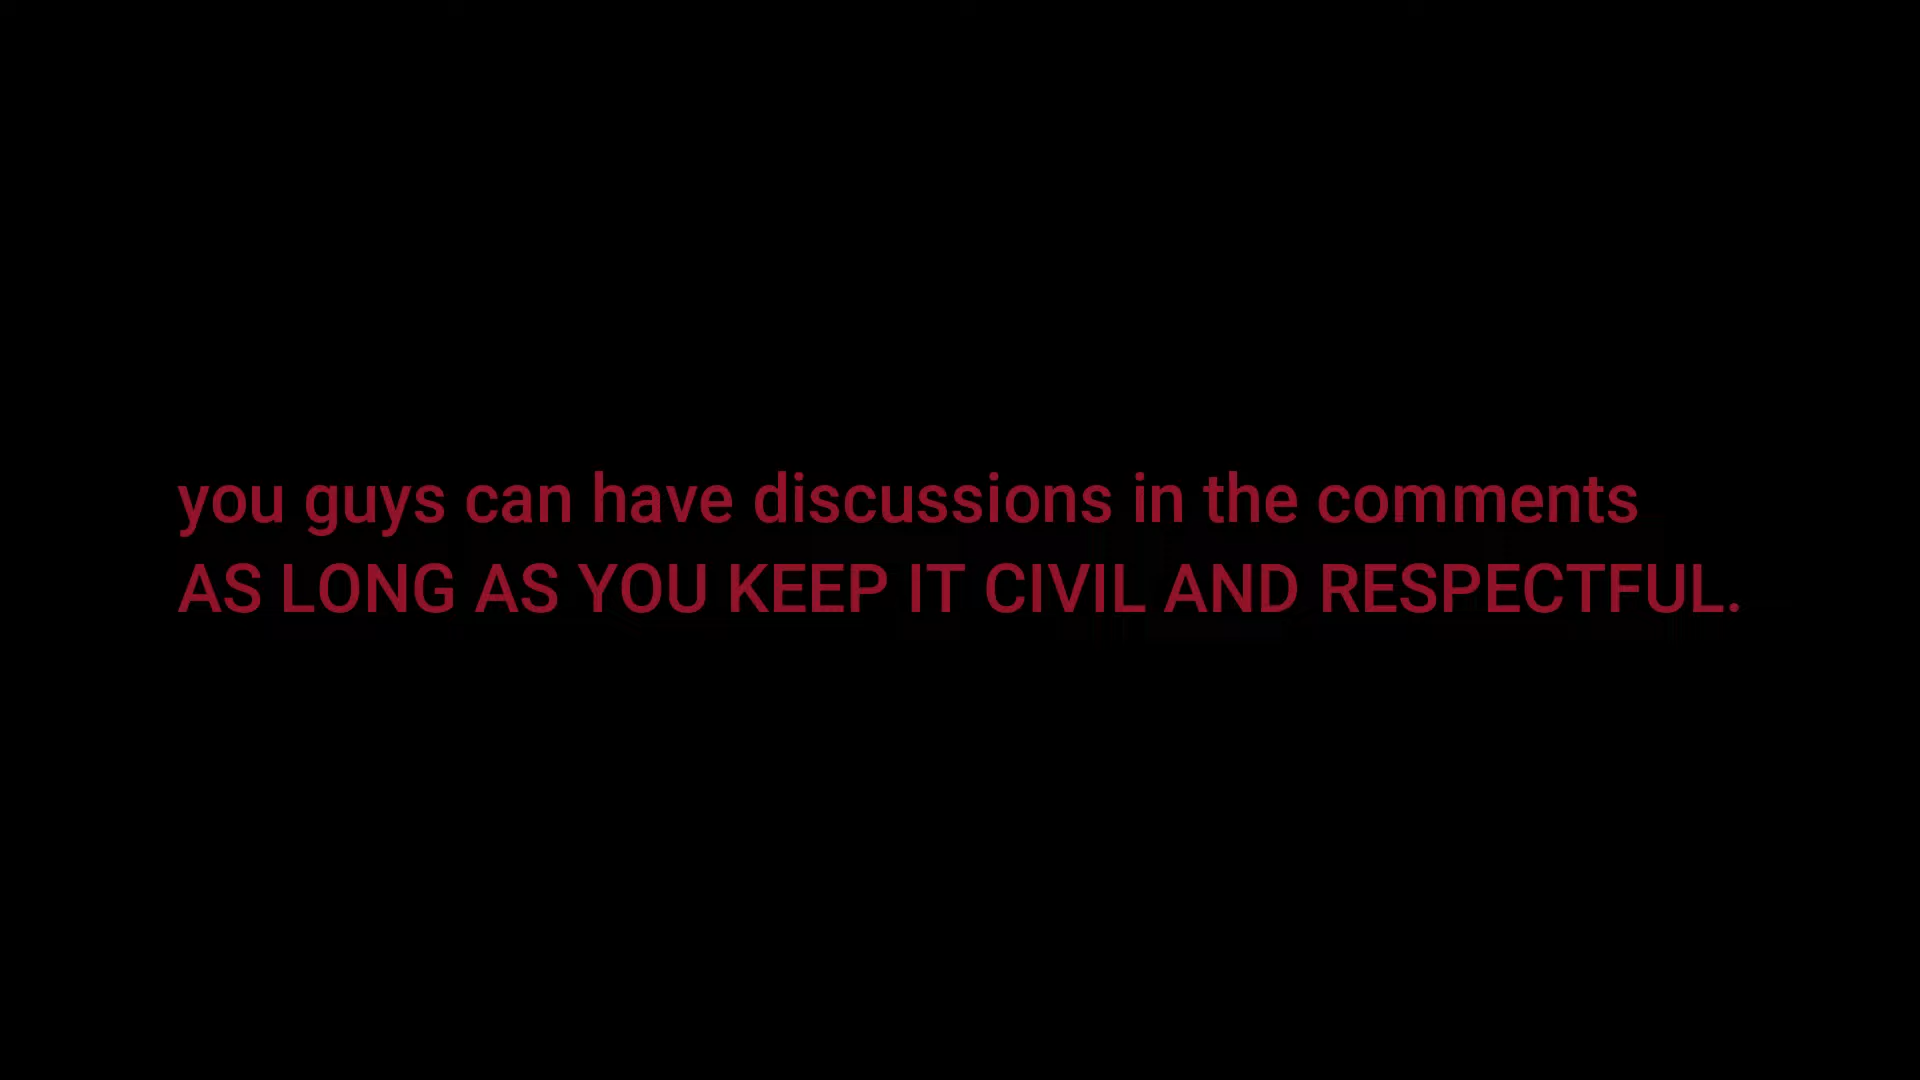 you guys can have discussions in the comments
AS LONG AS YOU KEEP IT CIVIL AND RESPECTFUL.